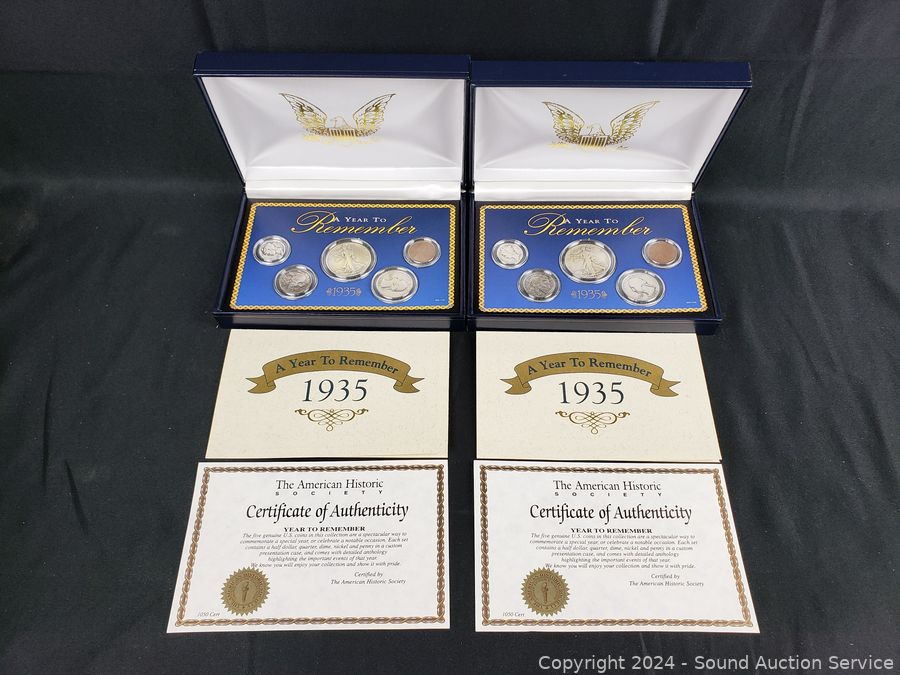 A YEAR TO
Remember
1935
A YEAR TO
Remember
1935
A Year To Remember
1935
A Year To Remember
1935
The American Historic
SOCIETY
Certificate of Authenticity
YEAR TO REMEMBER
The five genuine U.S. coins in this collection are a spectacular way to
commemorate a special year, or celebrate a notable occasion. Each set
contains a half dollar, quarter, dime, nickel and penny in a custom
presentation case, and comes with detailed anthology
highlighting the important events of that year.
We know you will enjoy your collection and show it with pride.
Certified by
The American Historic Society
1050 Cert
The American Historic
SOCIETY
Certificate of Authenticity
YEAR TO REMEMBER
The five genuine U.S. coins in this collection are a spectacular way to
commemorate a special year, or celebrate a notable occasion. Each set
contains a half dollar, quarter, dime, nickel and penny in a custom
presentation case, and comes with detailed anthology
highlighting the important events of that year.
We know you will enjoy your collection and show it with pride.
Certified by
The American Historic Society
1050 Cert
Copyright © 2024 - Sound Auction Service